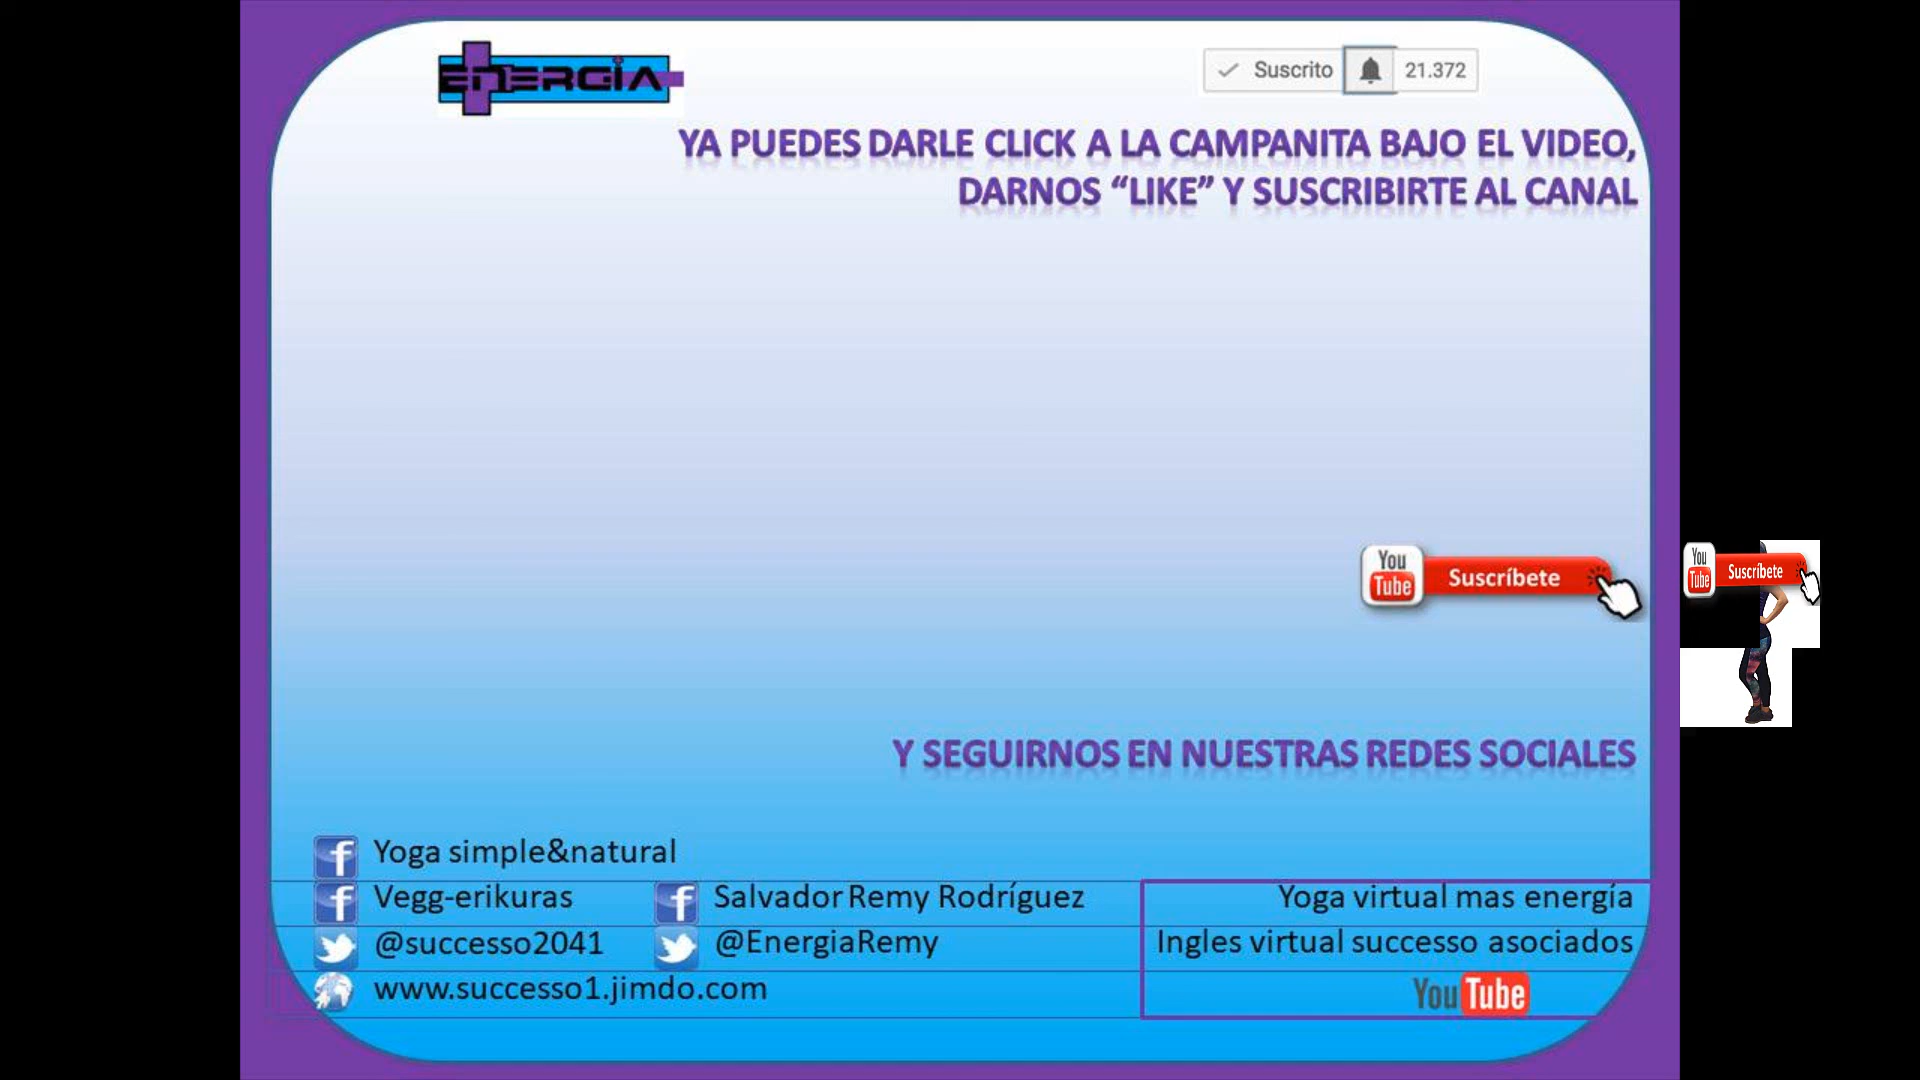 ENERGÍA
Suscrito 21.372
YA PUEDES DARLE CLICK A LA CAMPANITA BAJO EL VIDEO,
DARNOS “LIKE” Y SUSCRIBIRTE AL CANAL
You Tube Suscríbete
You Tube Suscríbete
Y SEGUIRNOS EN NUESTRAS REDES SOCIALES
f Yoga simple&natural
f Vegg-erikuras f Salvador Remy Rodríguez Yoga virtual mas energía
@successo2041 @EnergiaRemy Ingles virtual successo asociados
www.successo1.jimdo.com YouTube